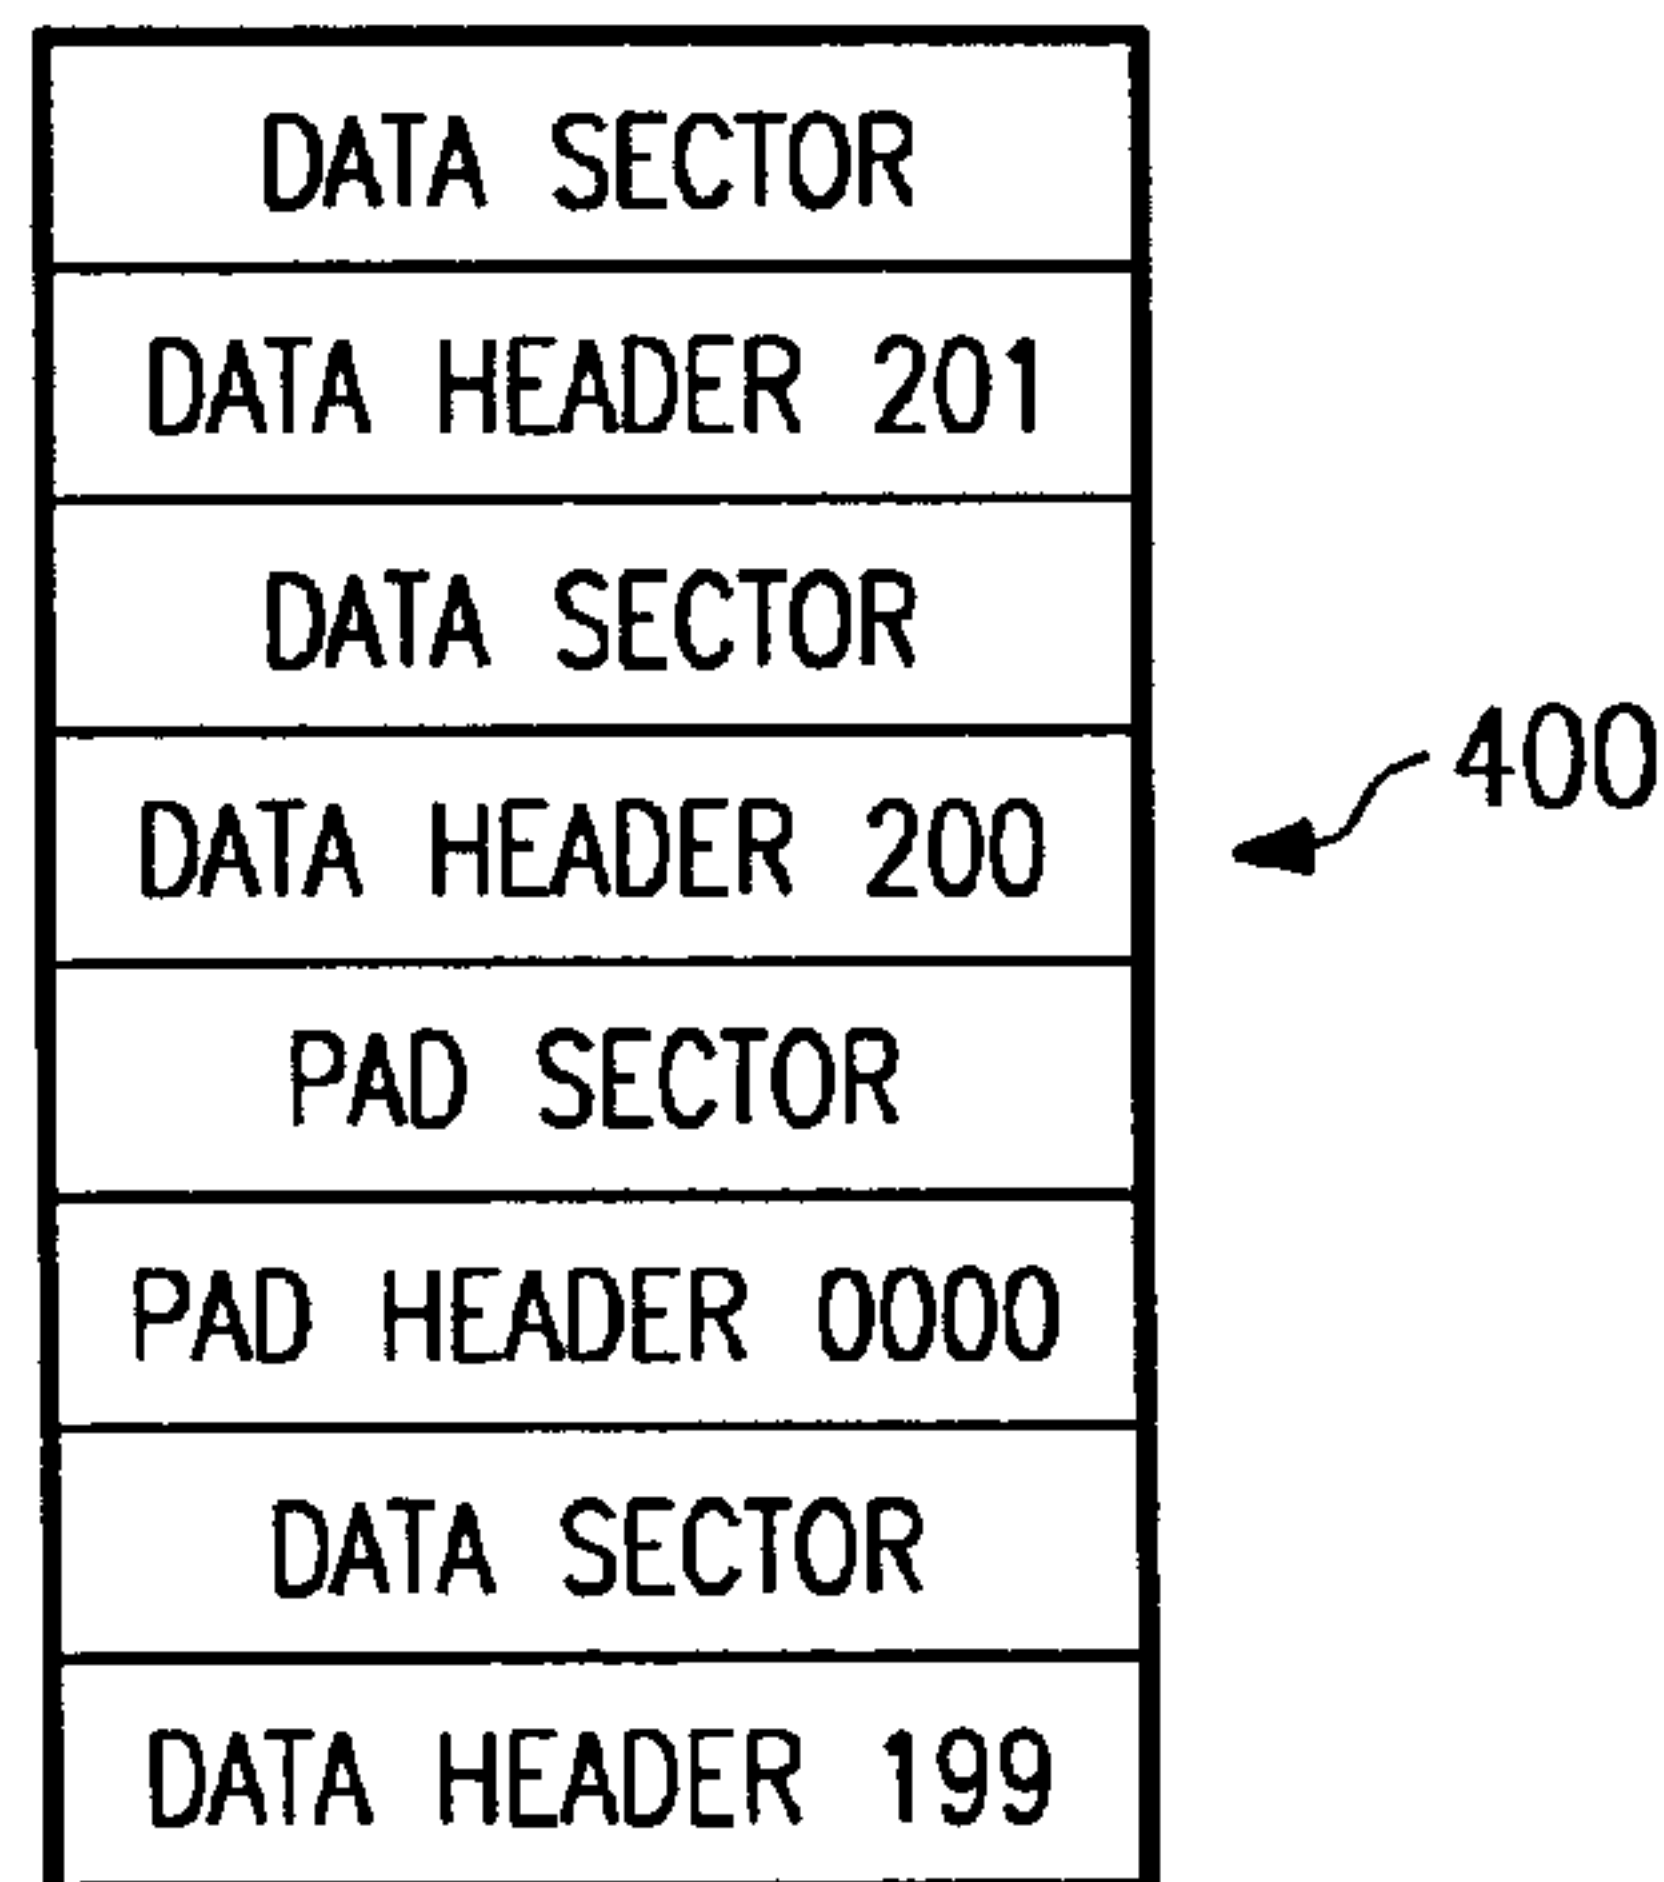 DATA SECTOR
DATA HEADER 201
DATA SECTOR
400
DATA HEADER 200
PAD SECTOR
PAD HEADER 0000
DATA SECTOR
DATA HEADER 199